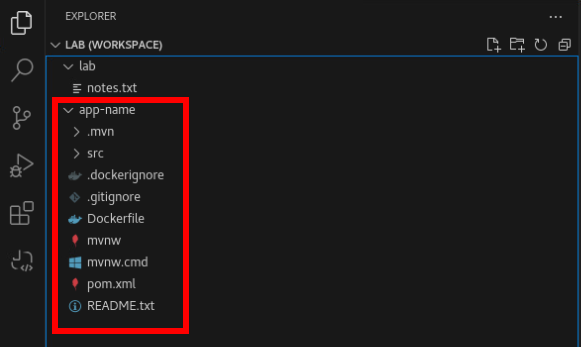 EXPLORER
LAB (WORKSPACE)
lab
notes.txt
app-name
.mvn
src
.dockerignore
.gitignore
Dockerfile
mvnw
mvnw.cmd
pom.xml
README.txt